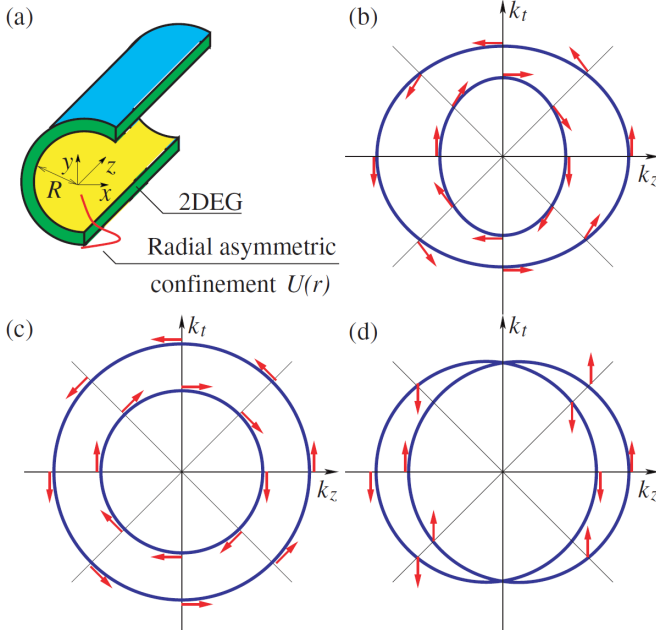 (a)
y
z
R
x
2DEG
Radial asymmetric
confinement U(r)
(b)
k_t
k_z
(c)
k_t
k_z
(d)
k_t
k_z